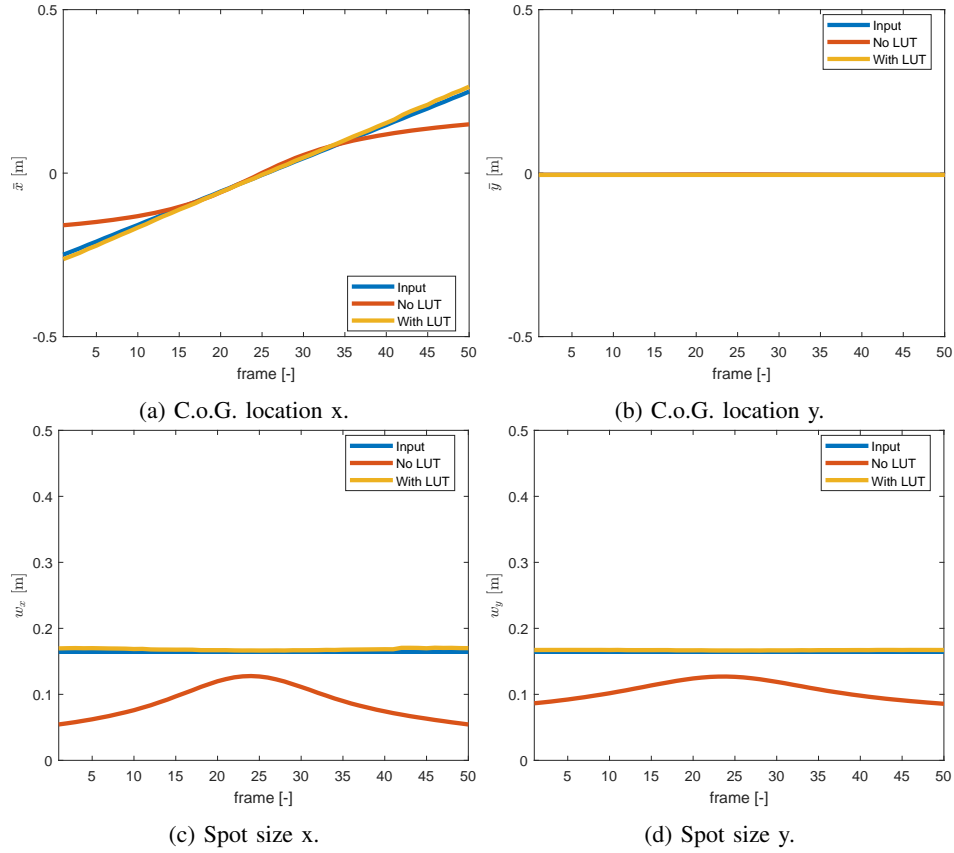 0.5
0
-0.5
x̄ [m]
Input
No LUT
With LUT
5 10 15 20 25 30 35 40 45 50
frame [-]
(a) C.o.G. location x.
0.5
0
-0.5
ȳ [m]
Input
No LUT
With LUT
5 10 15 20 25 30 35 40 45 50
frame [-]
(b) C.o.G. location y.
0.5
0.4
0.3
0.2
0.1
0
w_x [m]
Input
No LUT
With LUT
5 10 15 20 25 30 35 40 45 50
frame [-]
(c) Spot size x.
0.5
0.4
0.3
0.2
0.1
0
w_y [m]
Input
No LUT
With LUT
5 10 15 20 25 30 35 40 45 50
frame [-]
(d) Spot size y.